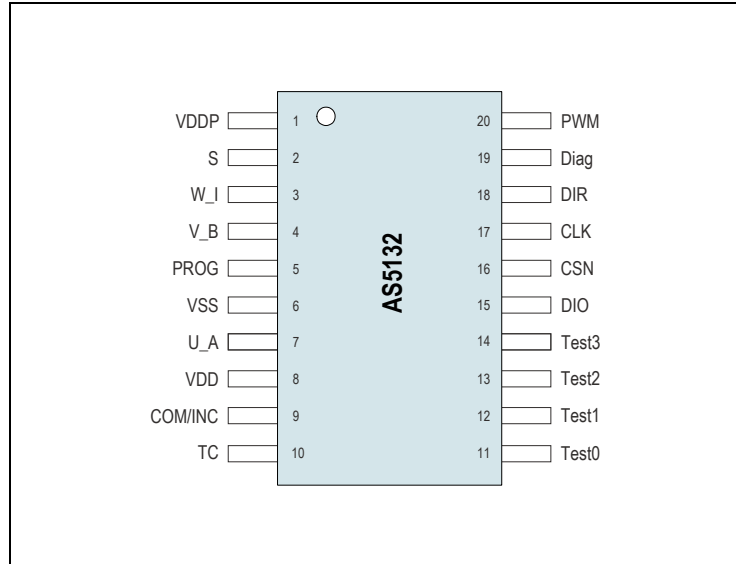 VDDP 1 20 PWM
S 2 19 Diag
W_I 3 18 DIR
V_B 4 17 CLK
PROG 5 16 CSN
VSS 6 15 DIO
U_A 7 14 Test3
VDD 8 13 Test2
COM/INC 9 12 Test1
TC 10 11 Test0
AS5132